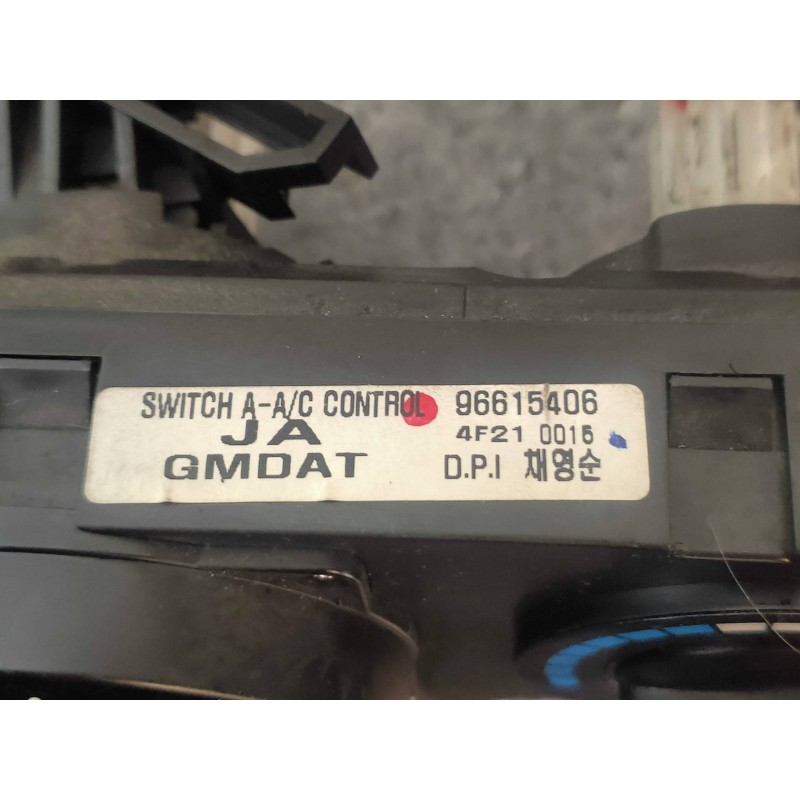 SWITCH A-A/C CONTROL 96615406
JA 4F21 0015
GMDAT D.P.I 채영순